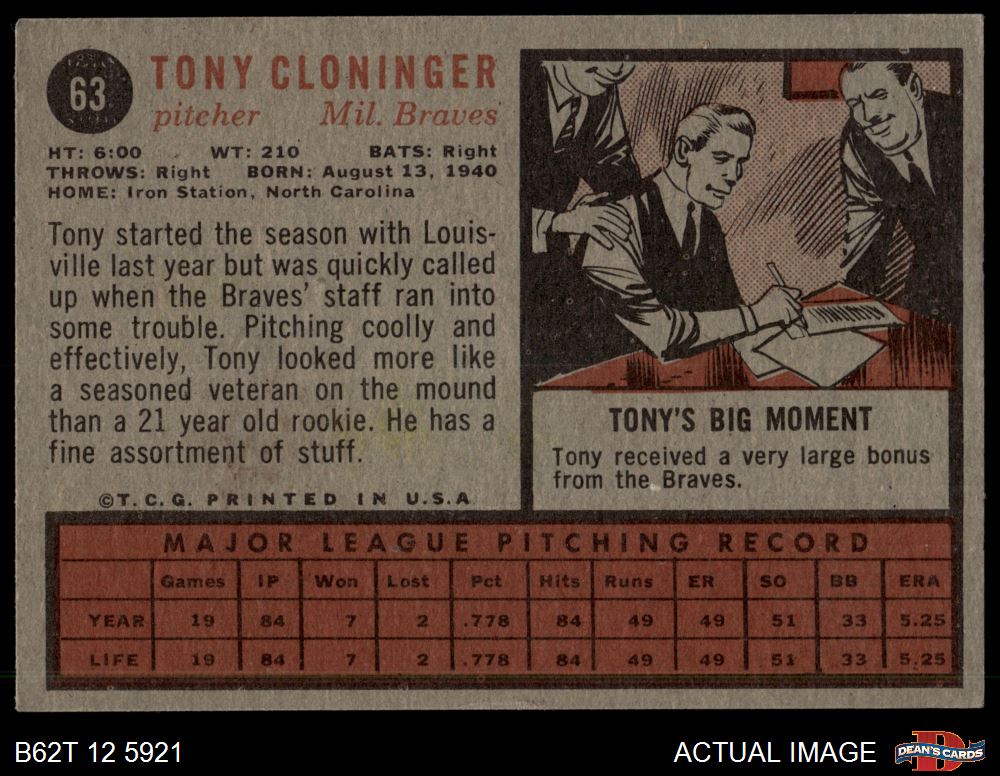 63
TONY CLONINGER
pitcher Mil. Braves
HT: 6:00 WT: 210 BATS: Right
THROWS: Right BORN: August 13, 1940
HOME: Iron Station, North Carolina
Tony started the season with Louis-
ville last year but was quickly called
up when the Braves' staff ran into
some trouble. Pitching coolly and
effectively, Tony looked more like
a seasoned veteran on the mound
than a 21 year old rookie. He has a
fine assortment of stuff.
©T.C.G. PRINTED IN U.S.A
TONY'S BIG MOMENT
Tony received a very large bonus
from the Braves.
MAJOR LEAGUE PITCHING RECORD
Games IP Won Lost Pct Hits Runs ER SO BB ERA
YEAR 19 84 7 2 .778 84 49 49 51 33 5.25
LIFE 19 84 7 2 .778 84 49 49 51 33 5.25
B62T 12 5921
ACTUAL IMAGE
D
DEAN'S CARDS